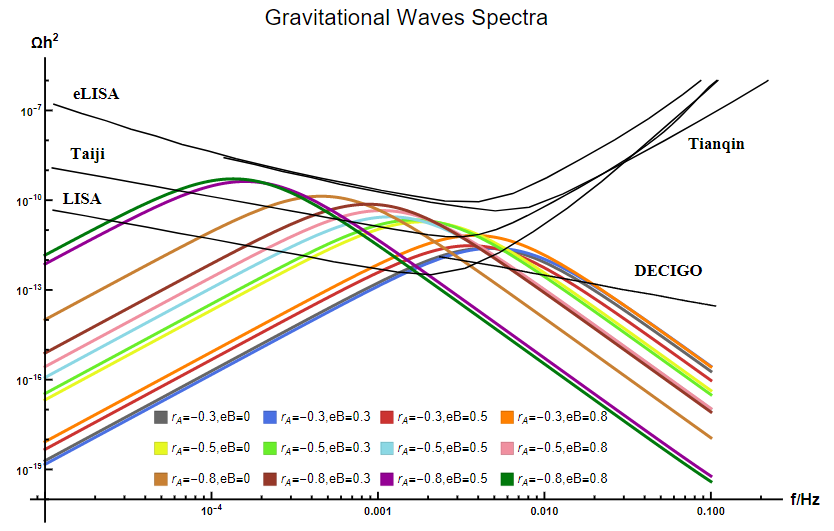 Gravitational Waves Spectra
Ωh²
eLISA
10⁻⁷
Tianqin
Taiji
LISA
10⁻¹⁰
DECIGO
10⁻¹³
10⁻¹⁶
r_A=−0.3,eB=0 r_A=−0.3,eB=0.3 r_A=−0.3,eB=0.5 r_A=−0.3,eB=0.8
r_A=−0.5,eB=0 r_A=−0.5,eB=0.3 r_A=−0.5,eB=0.5 r_A=−0.5,eB=0.8
10⁻¹⁹
r_A=−0.8,eB=0 r_A=−0.8,eB=0.3 r_A=−0.8,eB=0.5 r_A=−0.8,eB=0.8
f/Hz
10⁻⁴ 0.001 0.010 0.100